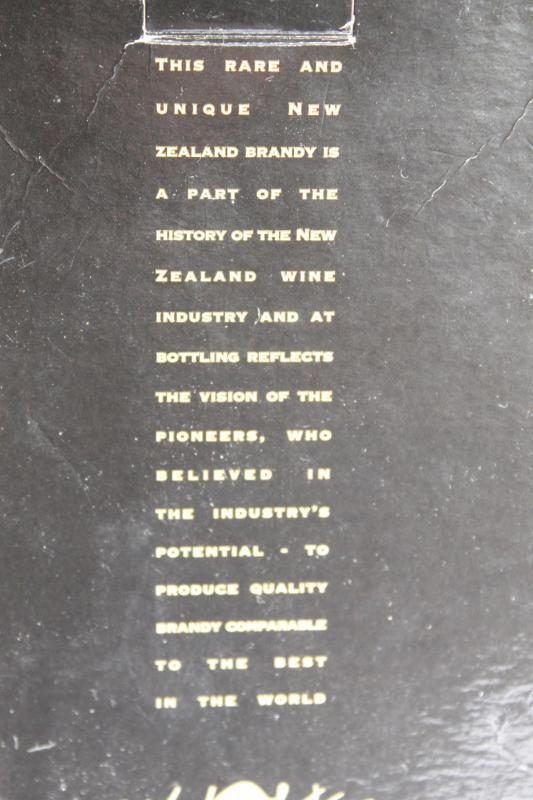 THIS RARE AND
UNIQUE NEW
ZEALAND BRANDY IS
A PART OF THE
HISTORY OF THE NEW
ZEALAND WINE
INDUSTRY AND AT
BOTTLING REFLECTS
THE VISION OF THE
PIONEERS, WHO
BELIEVED IN
THE INDUSTRY'S
POTENTIAL - TO
PRODUCE QUALITY
BRANDY COMPARABLE
TO THE BEST
IN THE WORLD